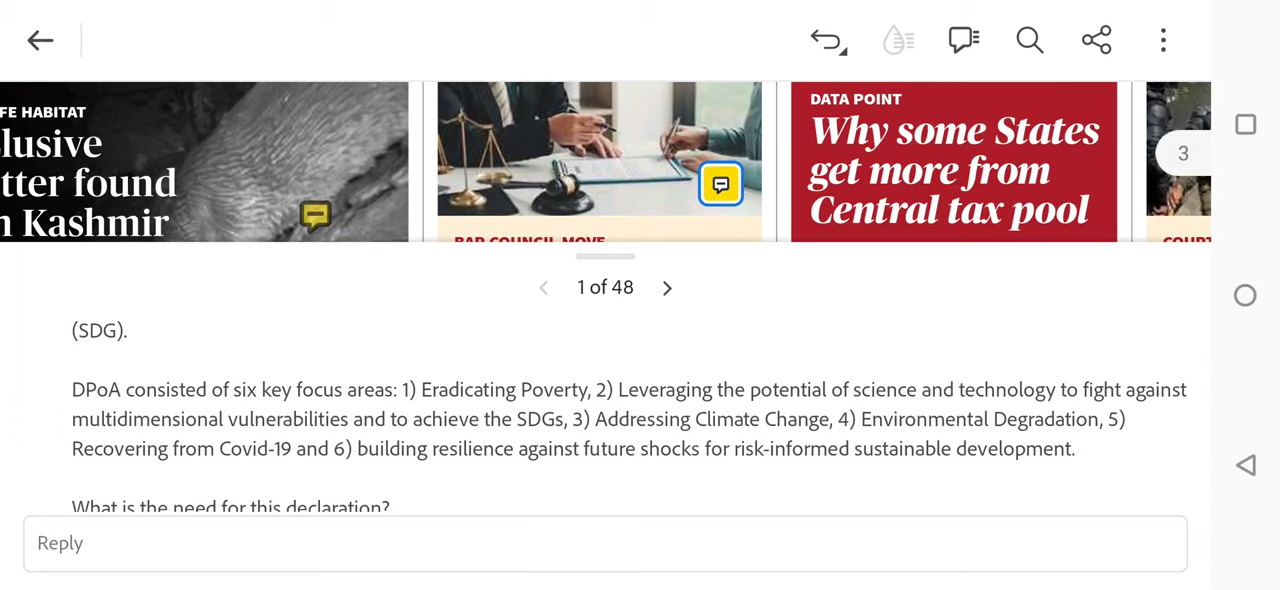 FE HABITAT
lusive
tter found
n Kashmir
BAR COUNCIL MOVE
DATA POINT
Why some States
get more from
Central tax pool
3
COURT
1 of 48
(SDG).
DPoA consisted of six key focus areas: 1) Eradicating Poverty, 2) Leveraging the potential of science and technology to fight against
multidimensional vulnerabilities and to achieve the SDGs, 3) Addressing Climate Change, 4) Environmental Degradation, 5)
Recovering from Covid-19 and 6) building resilience against future shocks for risk-informed sustainable development.
What is the need for this declaration?
Reply